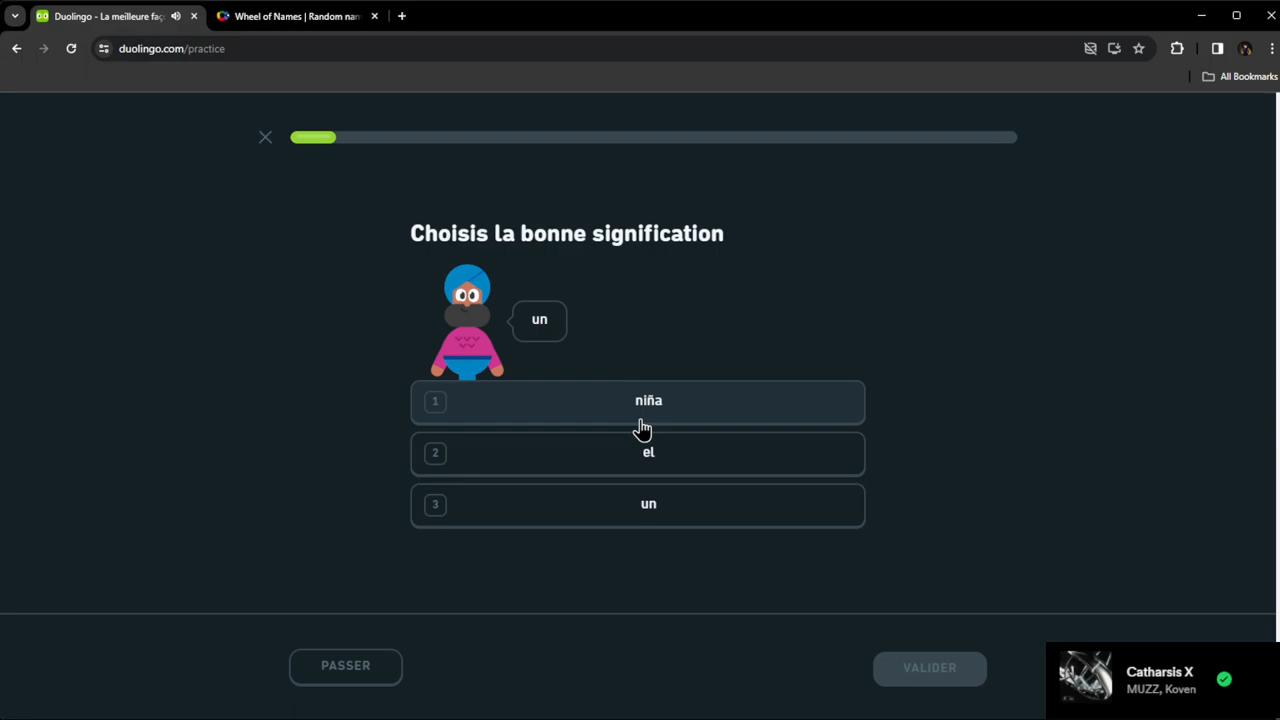 Duolingo - La meilleure faç
Wheel of Names | Random nam
duolingo.com/practice
All Bookmarks
Choisis la bonne signification
un
1 niña
2 el
3 un
PASSER
VALIDER
Catharsis X
MUZZ, Koven